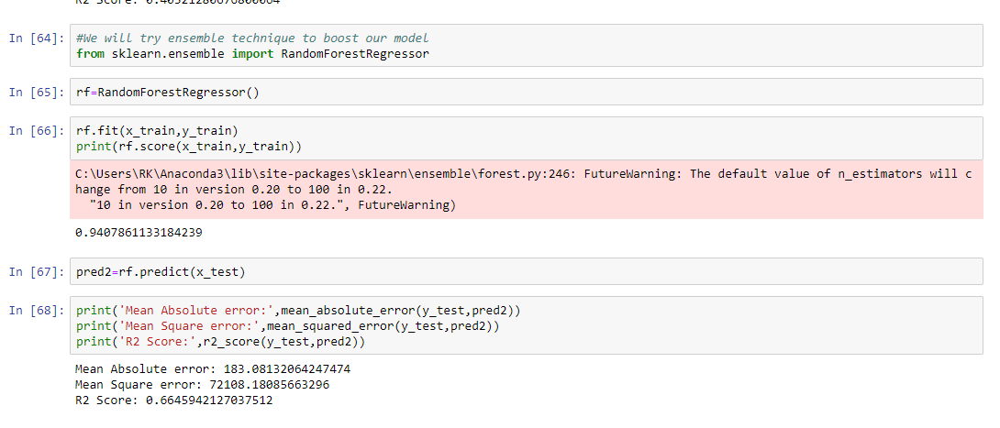 In [64]: #We will try ensemble technique to boost our model
from sklearn.ensemble import RandomForestRegressor
In [65]: rf=RandomForestRegressor()
In [66]: rf.fit(x_train,y_train)
print(rf.score(x_train,y_train))
C:\Users\RK\Anaconda3\lib\site-packages\sklearn\ensemble\forest.py:246: FutureWarning: The default value of n_estimators will c
hange from 10 in version 0.20 to 100 in 0.22.
"10 in version 0.20 to 100 in 0.22.", FutureWarning)
0.9407861133184239
In [67]: pred2=rf.predict(x_test)
In [68]: print('Mean Absolute error:',mean_absolute_error(y_test,pred2))
print('Mean Square error:',mean_squared_error(y_test,pred2))
print('R2 Score:',r2_score(y_test,pred2))
Mean Absolute error: 183.08132064247474
Mean Square error: 72108.18085663296
R2 Score: 0.6645942127037512